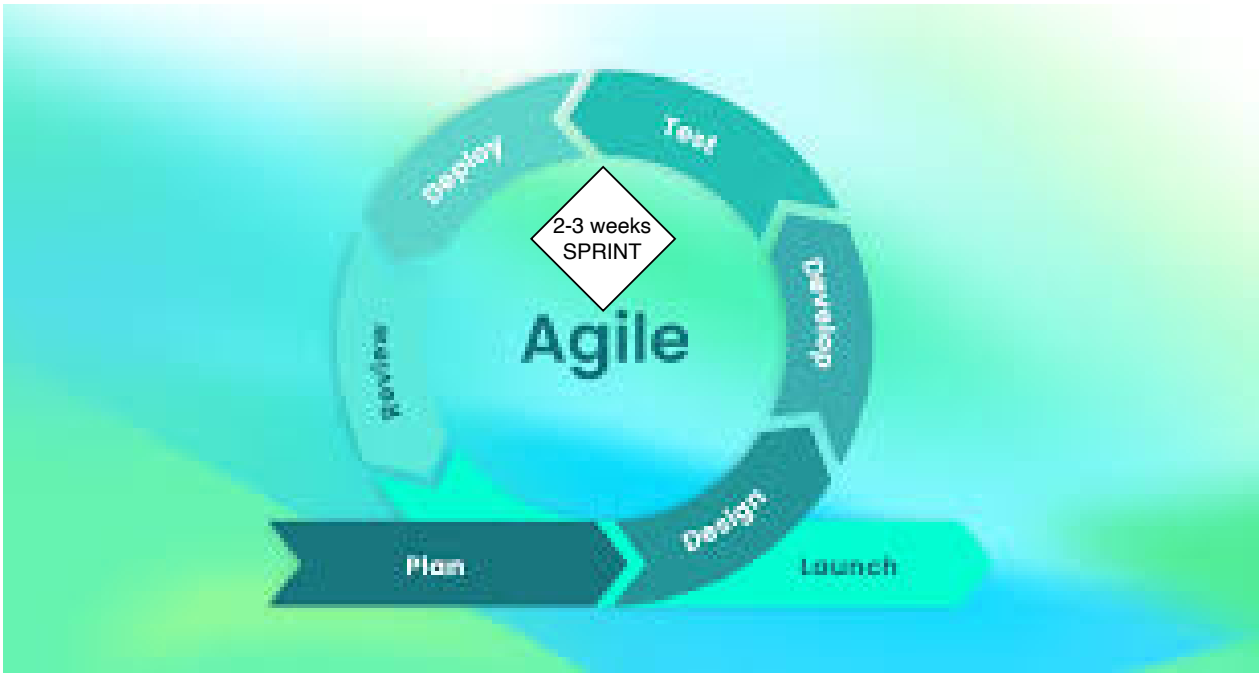 Test
Deploy
2-3 weeks
SPRINT
Develop
Agile
Review
Design
Plan
Launch